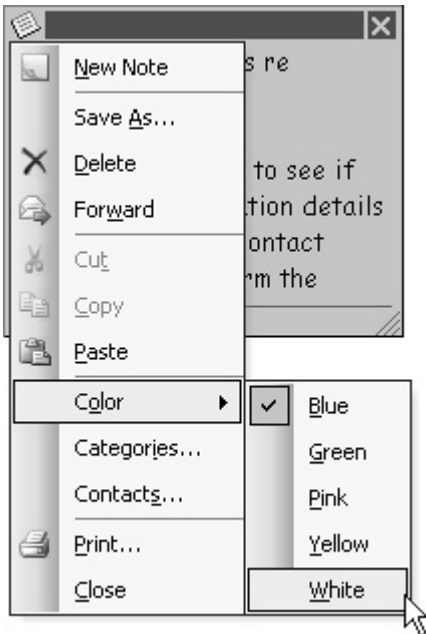 s re
New Note
Save As...
to see if
Delete
tion details
Forward
ontact
Cut
rm the
Copy
Paste
Color
Blue
Categories...
Green
Contacts...
Pink
Print...
Yellow
Close
White